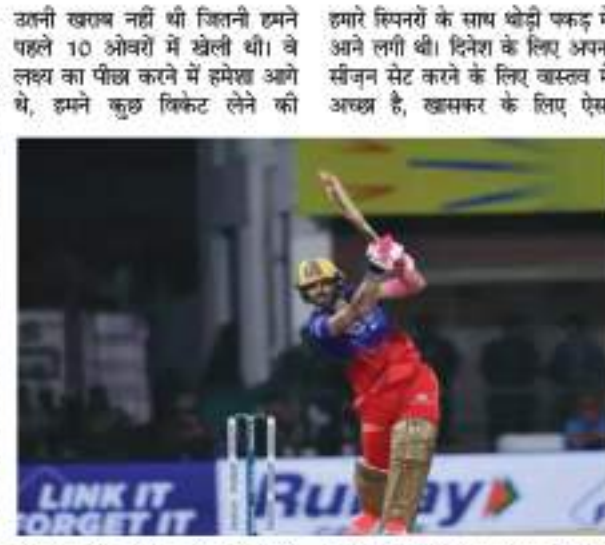 उतनी खराब नहीं थी जितनी हमने
पहले 10 ओवरों में खेली थी। वे
लक्ष्य का पीछा करने में हमेशा आगे
थे, हमने कुछ विकेट लेने की
हमारे स्पिनरों के साथ थोड़ी पकड़ में
आने लगी थी। दिनेश के लिए अपन
सीज़न सेट करने के लिए वास्तव में
अच्छा है, खासकर के लिए ऐस
LINK IT
FORGET IT
RuPay